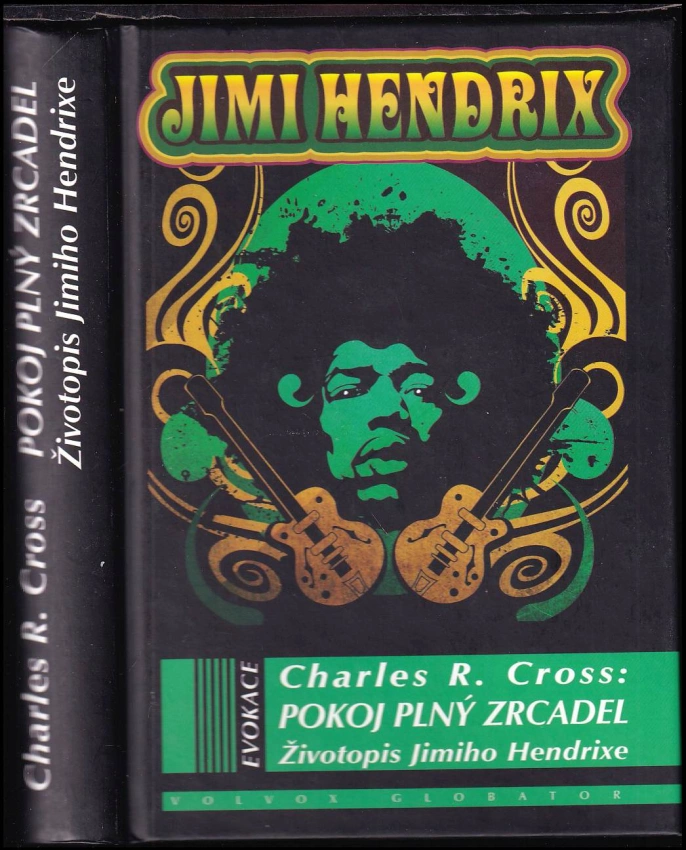 Charles R. Cross POKOJ PLNÝ ZRCADEL
Životopis Jimiho Hendrixe
JIMI HENDRIX
EVOKACE
Charles R. Cross:
POKOJ PLNÝ ZRCADEL
Životopis Jimiho Hendrixe
VOLVOX GLOBATOR